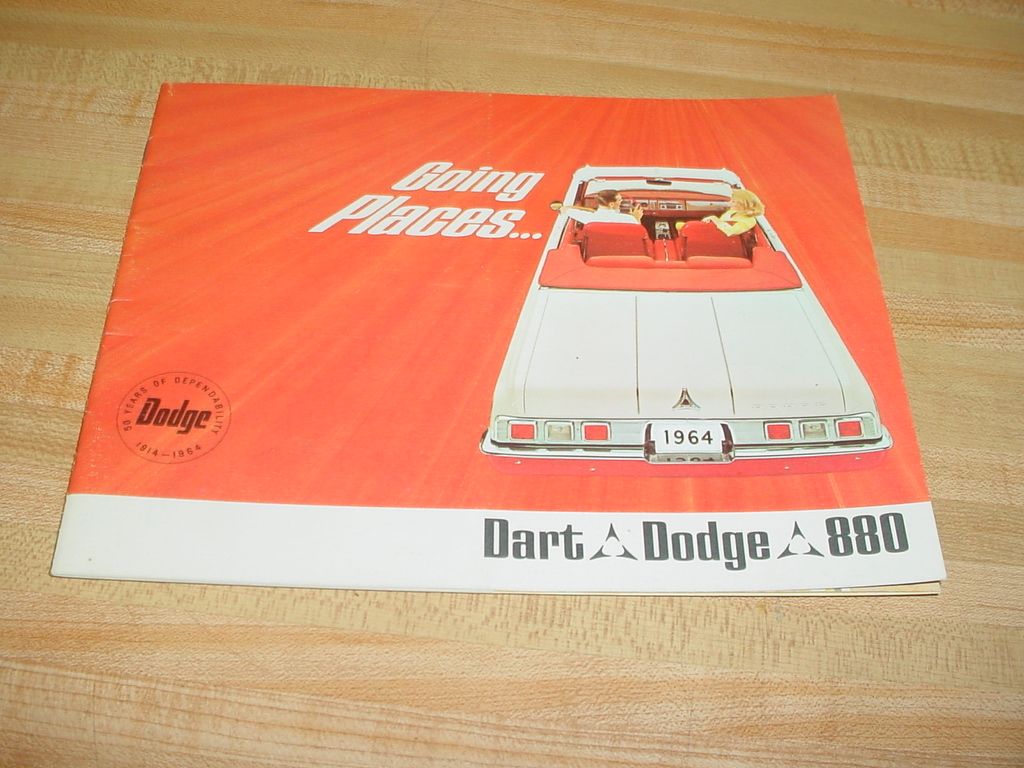 Going
Places...
50 YEARS OF DEPENDABILITY
Dodge
1914-1964
1964
Dart Dodge 880